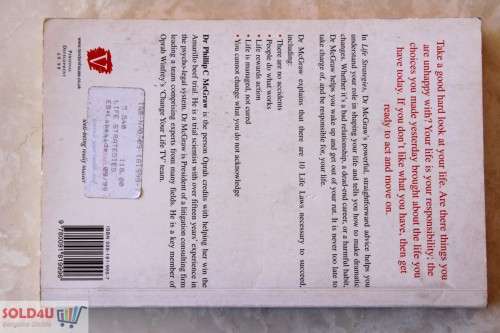 Take a good hard look at your life. Are there things you
are unhappy with? Your life is your responsibility: the
choices you made yesterday brought about the life you
have today. If you don't like what you have, then get
ready to act and move on.
In Life Strategies, Dr McGraw's powerful, straightforward advice helps you
understand your role in shaping your life and tells you how to make dramatic
changes. Whether it's a bad relationship, a dead-end career, or a harmful habit,
Dr McGraw helps you wake up and get out of your rut. It is never too late to
take charge of, and be responsible for, your life.
Dr McGraw explains that there are 10 Life Laws necessary to succeed,
including:
• There are no accidents
• People do what works
• Life rewards action
• Life is managed, not cured
• You cannot change what you do not acknowledge
Dr Phillip C McGraw is the person Oprah credits with helping her win the
Amarillo beef trial. He is a trial scientist with over fifteen years' experience in
the psycho-legal system. Dr McGraw is President of a litigation consulting firm
leading a team comprising experts from many fields. He is a key member of
Oprah Winfrey's 'Change Your Life TV' team.
V
Personal
Development
LIFE STRATEGIES
SOLD4U